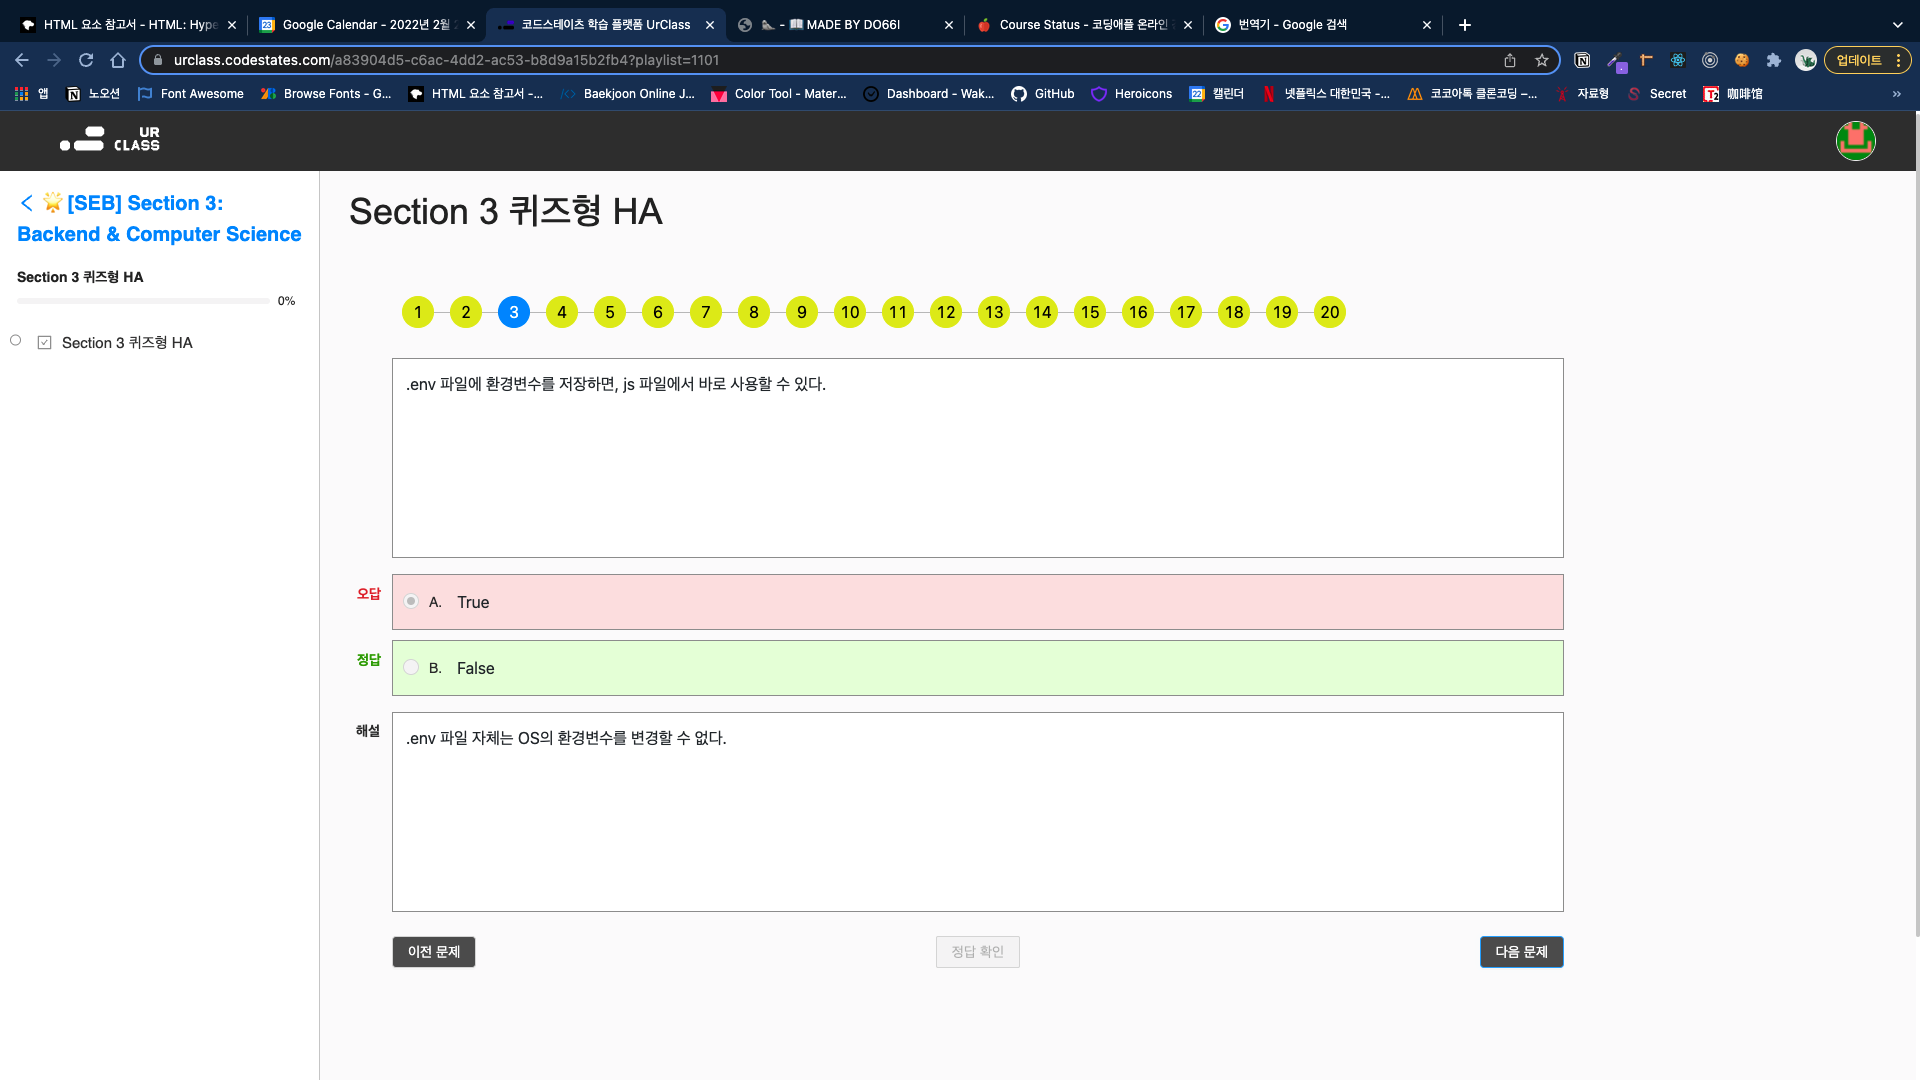 HTML 요소 참고서 - HTML: Hype
Google Calendar - 2022년 2월
코드스테이츠 학습 플랫폼 UrClass
- MADE BY DO66I
Course Status - 코딩애플 온라인
번역기 - Google 검색
urclass.codestates.com/a83904d5-c6ac-4dd2-ac53-b8d9a15b2fb4?playlist=1101
업데이트
앱
노오션
Font Awesome
Browse Fonts - G...
HTML 요소 참고서 -...
Baekjoon Online J...
Color Tool - Mater...
Dashboard - Wak...
GitHub
Heroicons
캘린더
넷플릭스 대한민국 -...
코코아톡 클론코딩 –...
자료형
Secret
咖啡馆
»
UR
CLASS
[SEB] Section 3:
Backend & Computer Science
Section 3 퀴즈형 HA
0%
Section 3 퀴즈형 HA
Section 3 퀴즈형 HA
1 2 3 4 5 6 7 8 9 10 11 12 13 14 15 16 17 18 19 20
.env 파일에 환경변수를 저장하면, js 파일에서 바로 사용할 수 있다.
오답
A. True
정답
B. False
해설
.env 파일 자체는 OS의 환경변수를 변경할 수 없다.
이전 문제
정답 확인
다음 문제